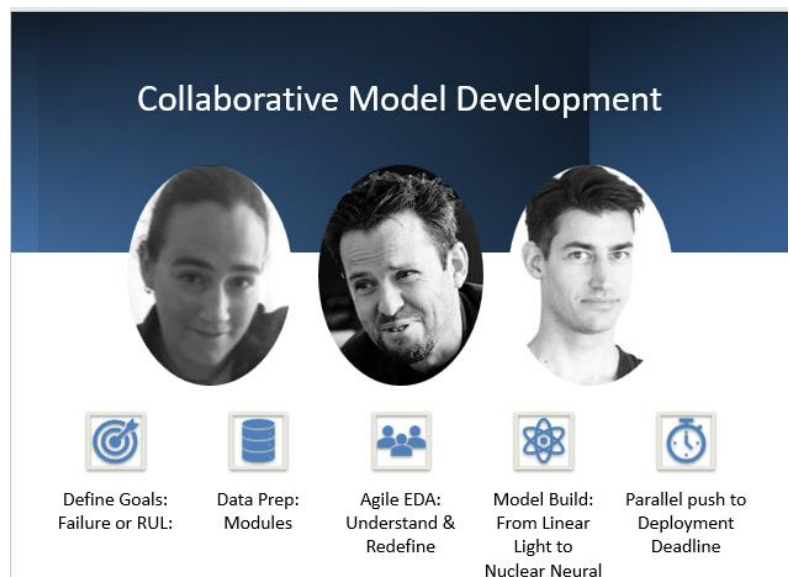 Collaborative Model Development
Define Goals:
Failure or RUL:
Data Prep:
Modules
Agile EDA:
Understand &
Redefine
Model Build:
From Linear
Light to
Nuclear Neural
Parallel push to
Deployment
Deadline